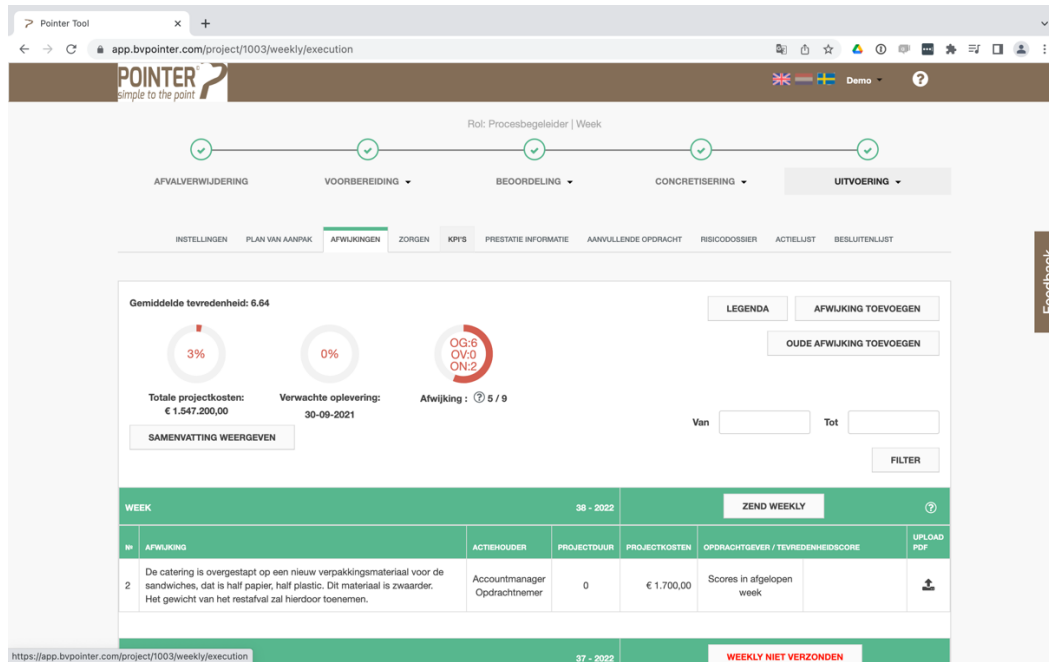 Pointer Tool
app.bvpointer.com/project/1003/weekly/execution
POINTER
simple to the point
Demo
Rol: Procesbegeleider | Week
AFVALVERWIJDERING VOORBEREIDING BEOORDELING CONCRETISERING UITVOERING
INSTELLINGEN PLAN VAN AANPAK AFWIJKINGEN ZORGEN KPI'S PRESTATIE INFORMATIE AANVULLENDE OPDRACHT RISICODOSSIER ACTIELIJST BESLUITENLIJST
Feedback
Gemiddelde tevredenheid: 6.64
LEGENDA AFWIJKING TOEVOEGEN
OUDE AFWIJKING TOEVOEGEN
3% 0% OG:6
OV:0
ON:2
Totale projectkosten:
€ 1.547.200,00
Verwachte oplevering:
30-09-2021
Afwijking : ? 5 / 9
SAMENVATTING WEERGEVEN
Van Tot
FILTER
WEEK 38 - 2022 ZEND WEEKLY ?
№ AFWIJKING ACTIEHOUDER PROJECTDUUR PROJECTKOSTEN OPDRACHTGEVER / TEVREDENHEIDSCORE UPLOAD PDF
2 De catering is overgestapt op een nieuw verpakkingsmateriaal voor de
sandwiches, dat is half papier, half plastic. Dit materiaal is zwaarder.
Het gewicht van het restafval zal hierdoor toenemen.
Accountmanager
Opdrachtnemer
0
€ 1.700,00
Scores in afgelopen
week
37 - 2022 WEEKLY NIET VERZONDEN
https://app.bvpointer.com/project/1003/weekly/execution